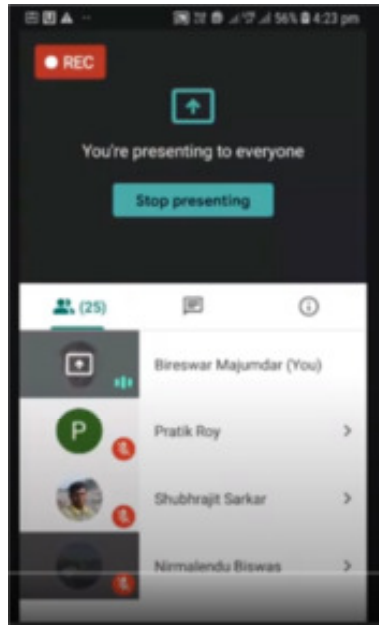 56% 4:23 pm
REC
You're presenting to everyone
Stop presenting
(25)
Bireswar Majumdar (You)
P
Pratik Roy
Shubhrajit Sarkar
Nirmalendu Biswas